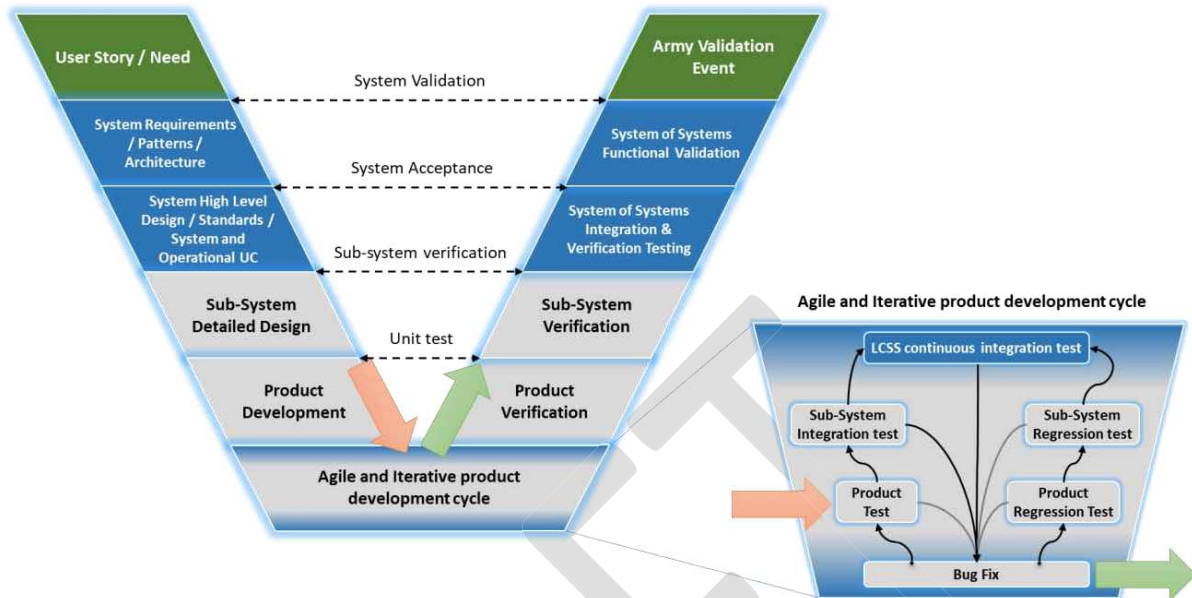 User Story / Need
Army Validation
Event
System Validation
System Requirements
/ Patterns /
Architecture
System of Systems
Functional Validation
System Acceptance
System High Level
Design / Standards /
System and
Operational UC
System of Systems
Integration &
Verification Testing
Sub-system verification
Sub-System
Detailed Design
Sub-System
Verification
Unit test
Product
Development
Product
Verification
Agile and Iterative product
development cycle
Agile and Iterative product development cycle
LCSS continuous integration test
Sub-System
Integration test
Sub-System
Regression test
Product
Test
Product
Regression Test
Bug Fix